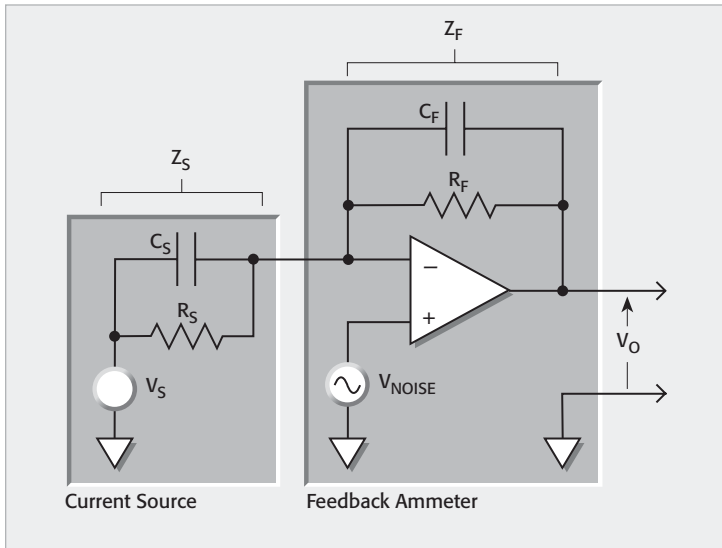 Z_F
C_F
Z_S
R_F
C_S
−
R_S
+
V_O
V_S
V_NOISE
Current Source
Feedback Ammeter